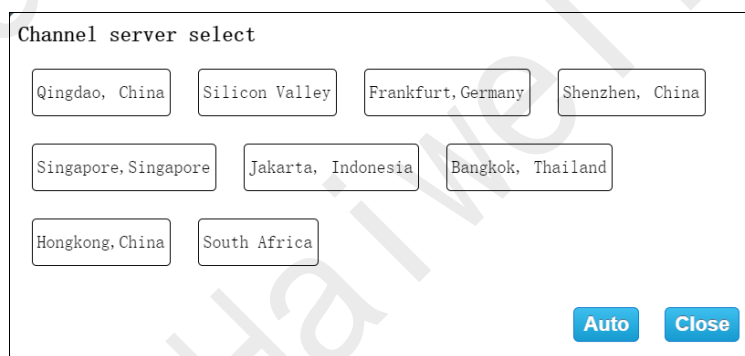 Channel server select
Qingdao, China Silicon Valley Frankfurt,Germany Shenzhen, China
Singapore,Singapore Jakarta, Indonesia Bangkok, Thailand
Hongkong,China South Africa
Auto Close
Haiwell